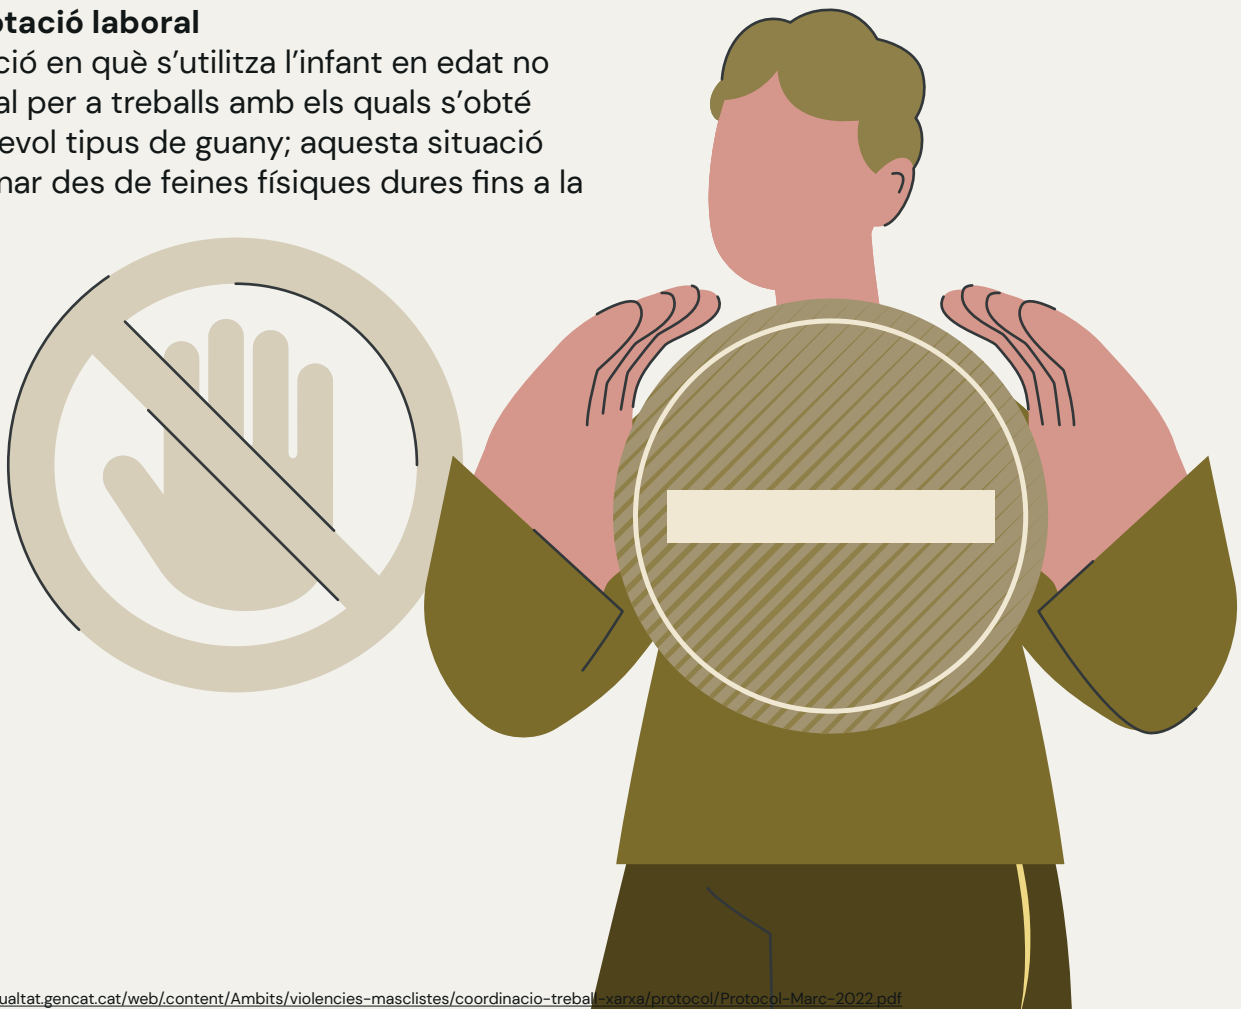 otació laboral
ció en què s’utilitza l’infant en edat no
al per a treballs amb els quals s’obté
evol tipus de guany; aquesta situació
nar des de feines físiques dures fins a la
ualtat.gencat.cat/web/.content/Ambits/violencies-masclistes/coordinacio-treball-xarxa/protocol/Protocol-Marc-2022.pdf